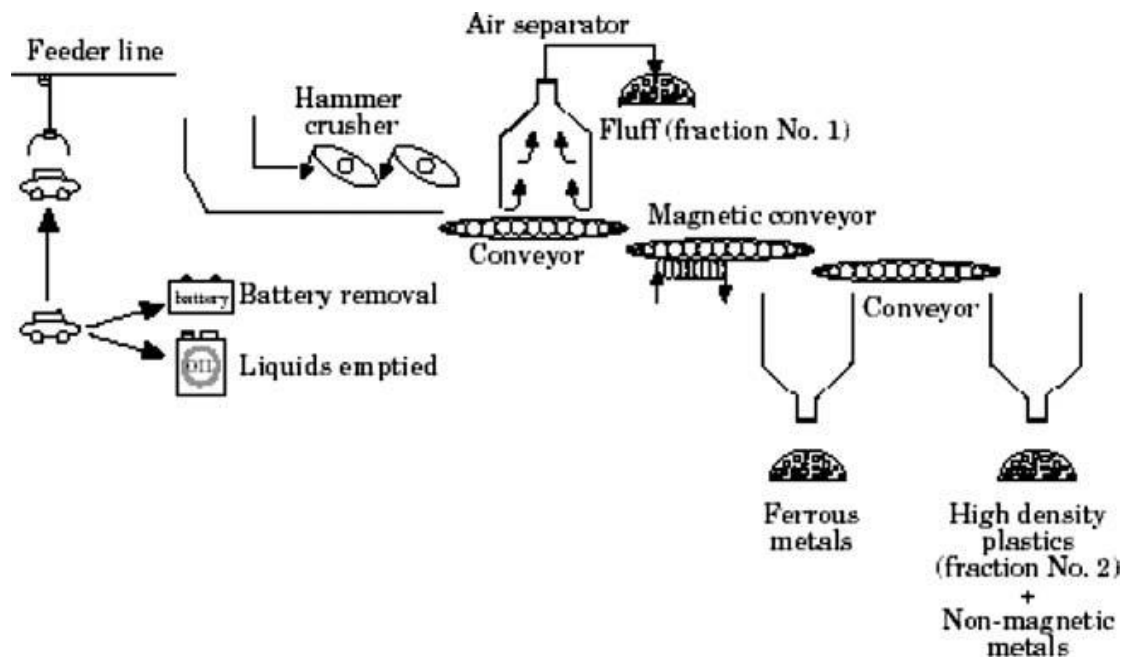 Air separator
Feeder line
Hammer
crusher
Fluff (fraction No. 1)
Magnetic conveyor
Conveyor
battery
Battery removal
Conveyor
OIL
Liquids emptied
Ferrous
metals
High density
plastics
(fraction No. 2)
+
Non-magnetic
metals